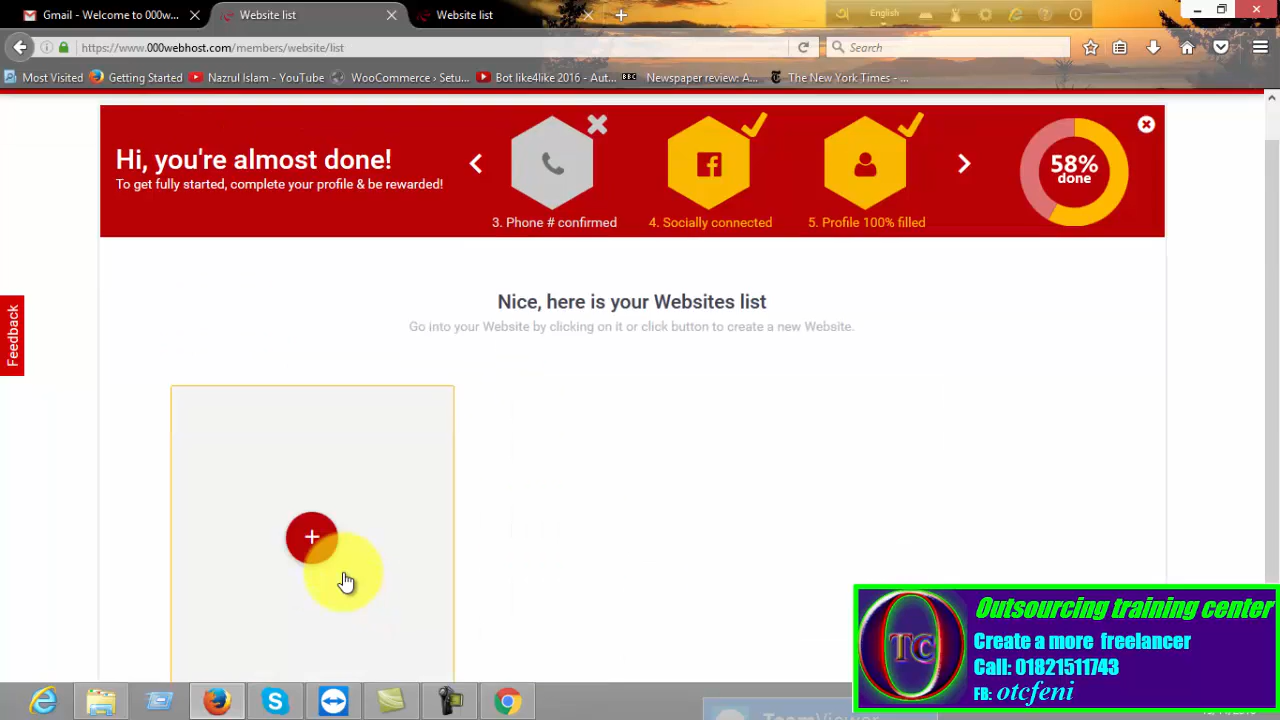 Gmail - Welcome to 000w...
Website list
Website list
English
https://www.000webhost.com/members/website/list
Search
Most Visited
Getting Started
Nazrul Islam - YouTube
WooCommerce › Setu...
Bot like4like 2016 - Aut...
BBC
Newspaper review: A...
The New York Times - ...
Hi, you're almost done!
To get fully started, complete your profile & be rewarded!
3. Phone # confirmed
4. Socially connected
5. Profile 100% filled
58%
done
Feedback
Nice, here is your Websites list
Go into your Website by clicking on it or click button to create a new Website.
OTC
Outsourcing training center
Create a more freelancer
Call: 01821511743
FB: otcfeni
TeamViewer